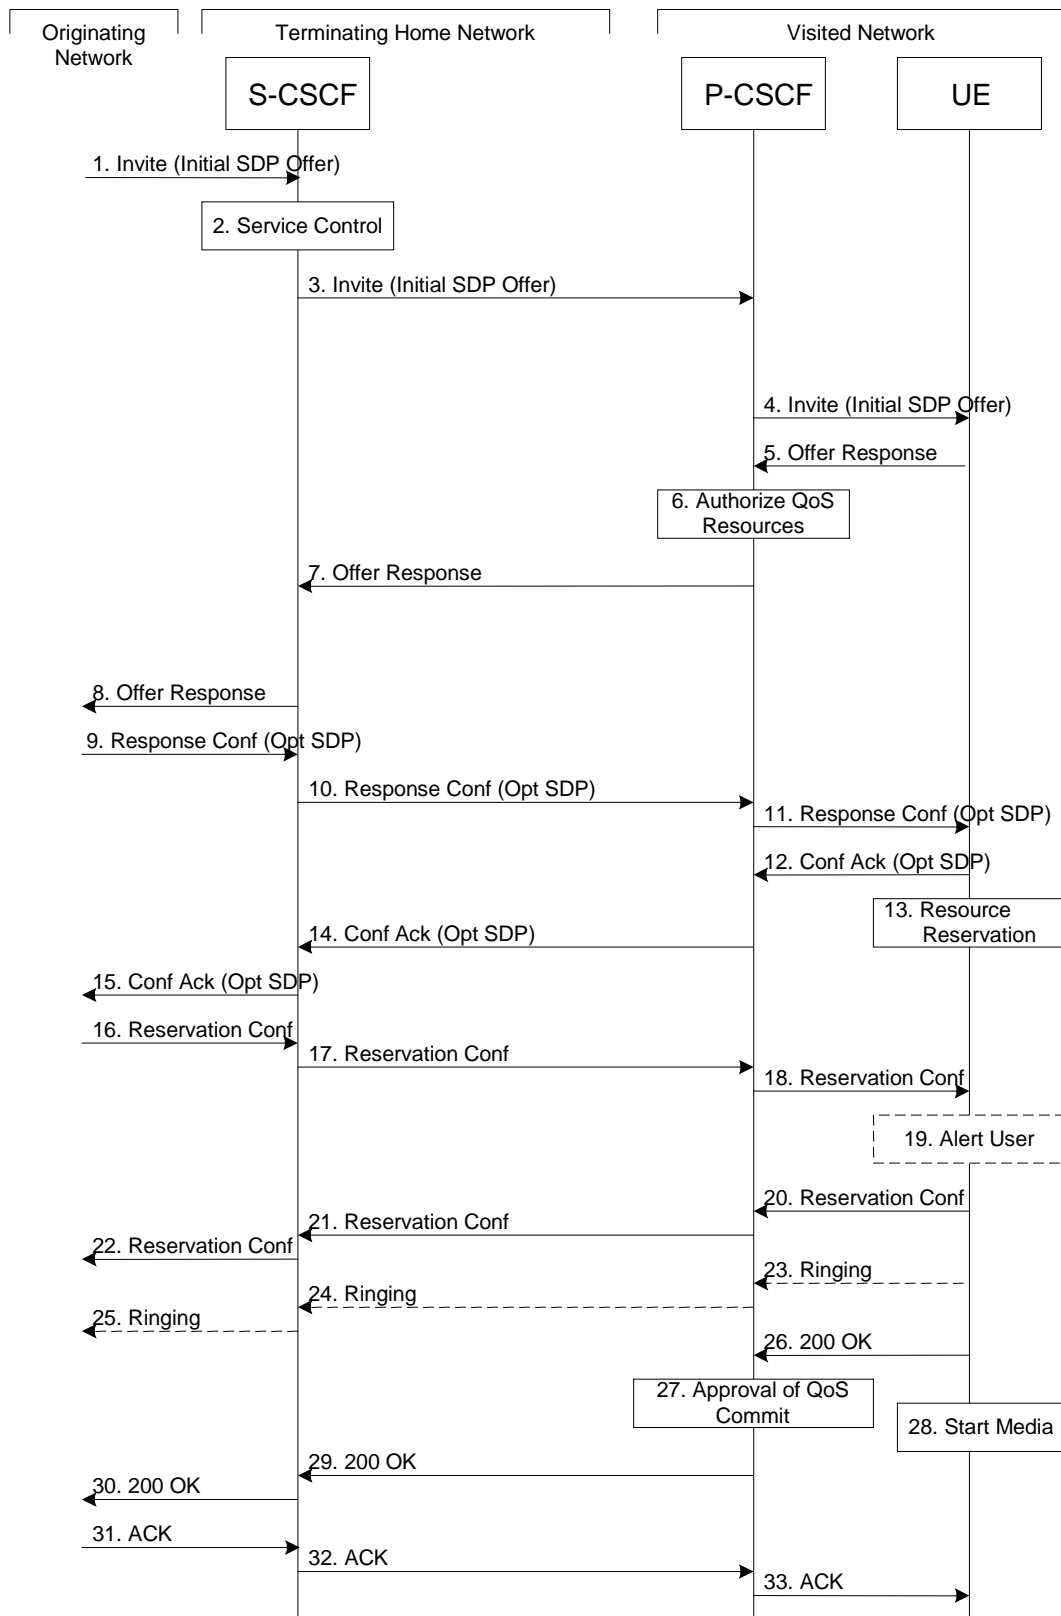 Originating
Network
Terminating Home Network
Visited Network
S-CSCF
P-CSCF
UE
1. Invite (Initial SDP Offer)
2. Service Control
3. Invite (Initial SDP Offer)
4. Invite (Initial SDP Offer)
5. Offer Response
6. Authorize QoS
Resources
7. Offer Response
8. Offer Response
9. Response Conf (Opt SDP)
10. Response Conf (Opt SDP)
11. Response Conf (Opt SDP)
12. Conf Ack (Opt SDP)
13. Resource
Reservation
14. Conf Ack (Opt SDP)
15. Conf Ack (Opt SDP)
16. Reservation Conf
17. Reservation Conf
18. Reservation Conf
19. Alert User
20. Reservation Conf
21. Reservation Conf
22. Reservation Conf
23. Ringing
24. Ringing
25. Ringing
26. 200 OK
27. Approval of QoS
Commit
28. Start Media
29. 200 OK
30. 200 OK
31. ACK
32. ACK
33. ACK